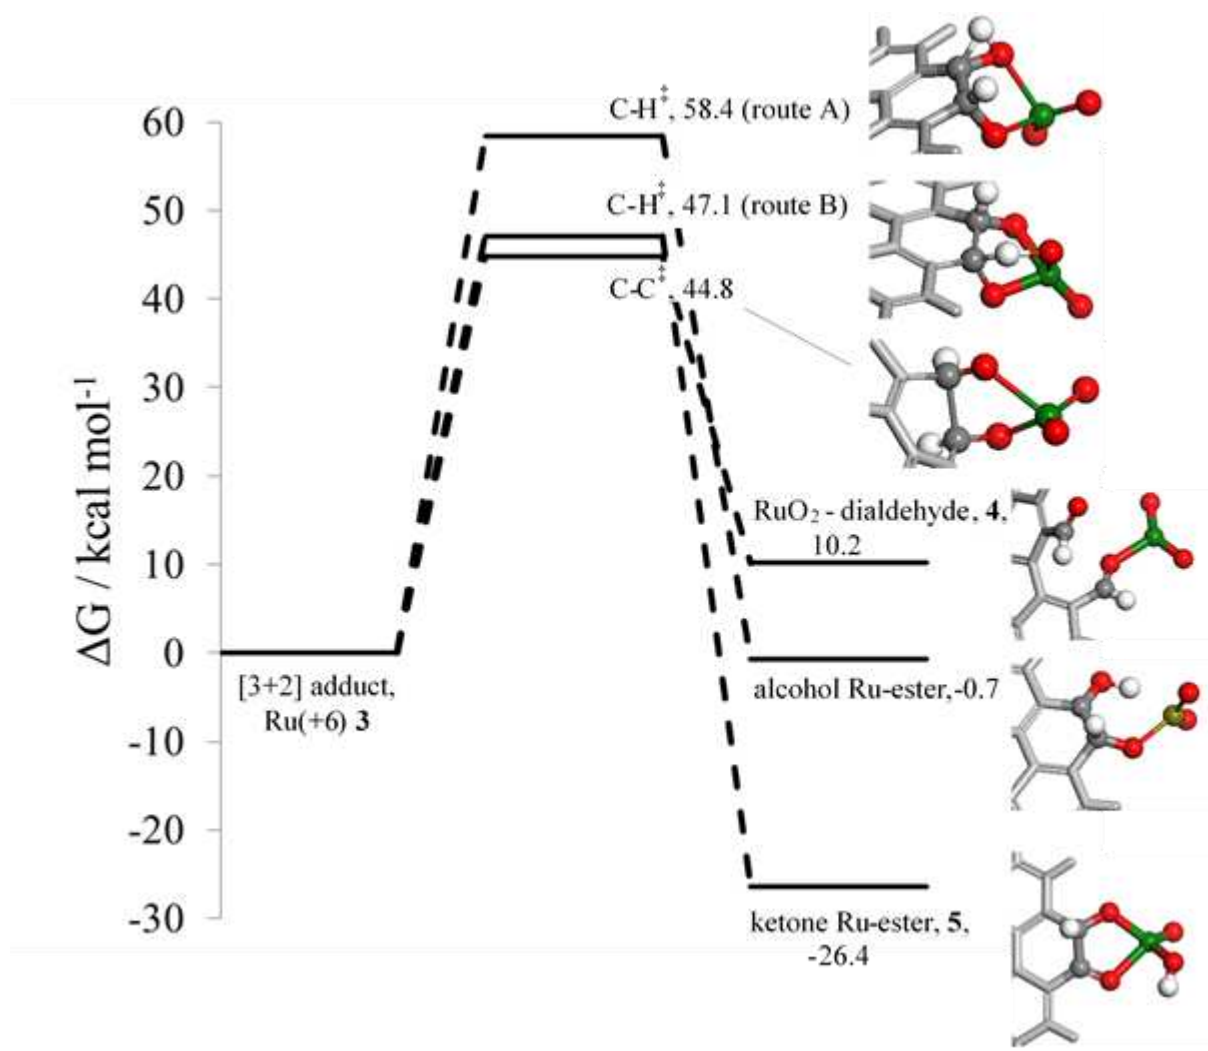 C-H‡, 58.4 (route A)
60
C-H‡, 47.1 (route B)
50
C-C‡, 44.8
40
30
20
RuO₂ - dialdehyde, 4,
10.2
10
ΔG / kcal mol⁻¹
0
[3+2] adduct,
Ru(+6) 3
alcohol Ru-ester,-0.7
-10
-20
-30
ketone Ru-ester, 5,
-26.4